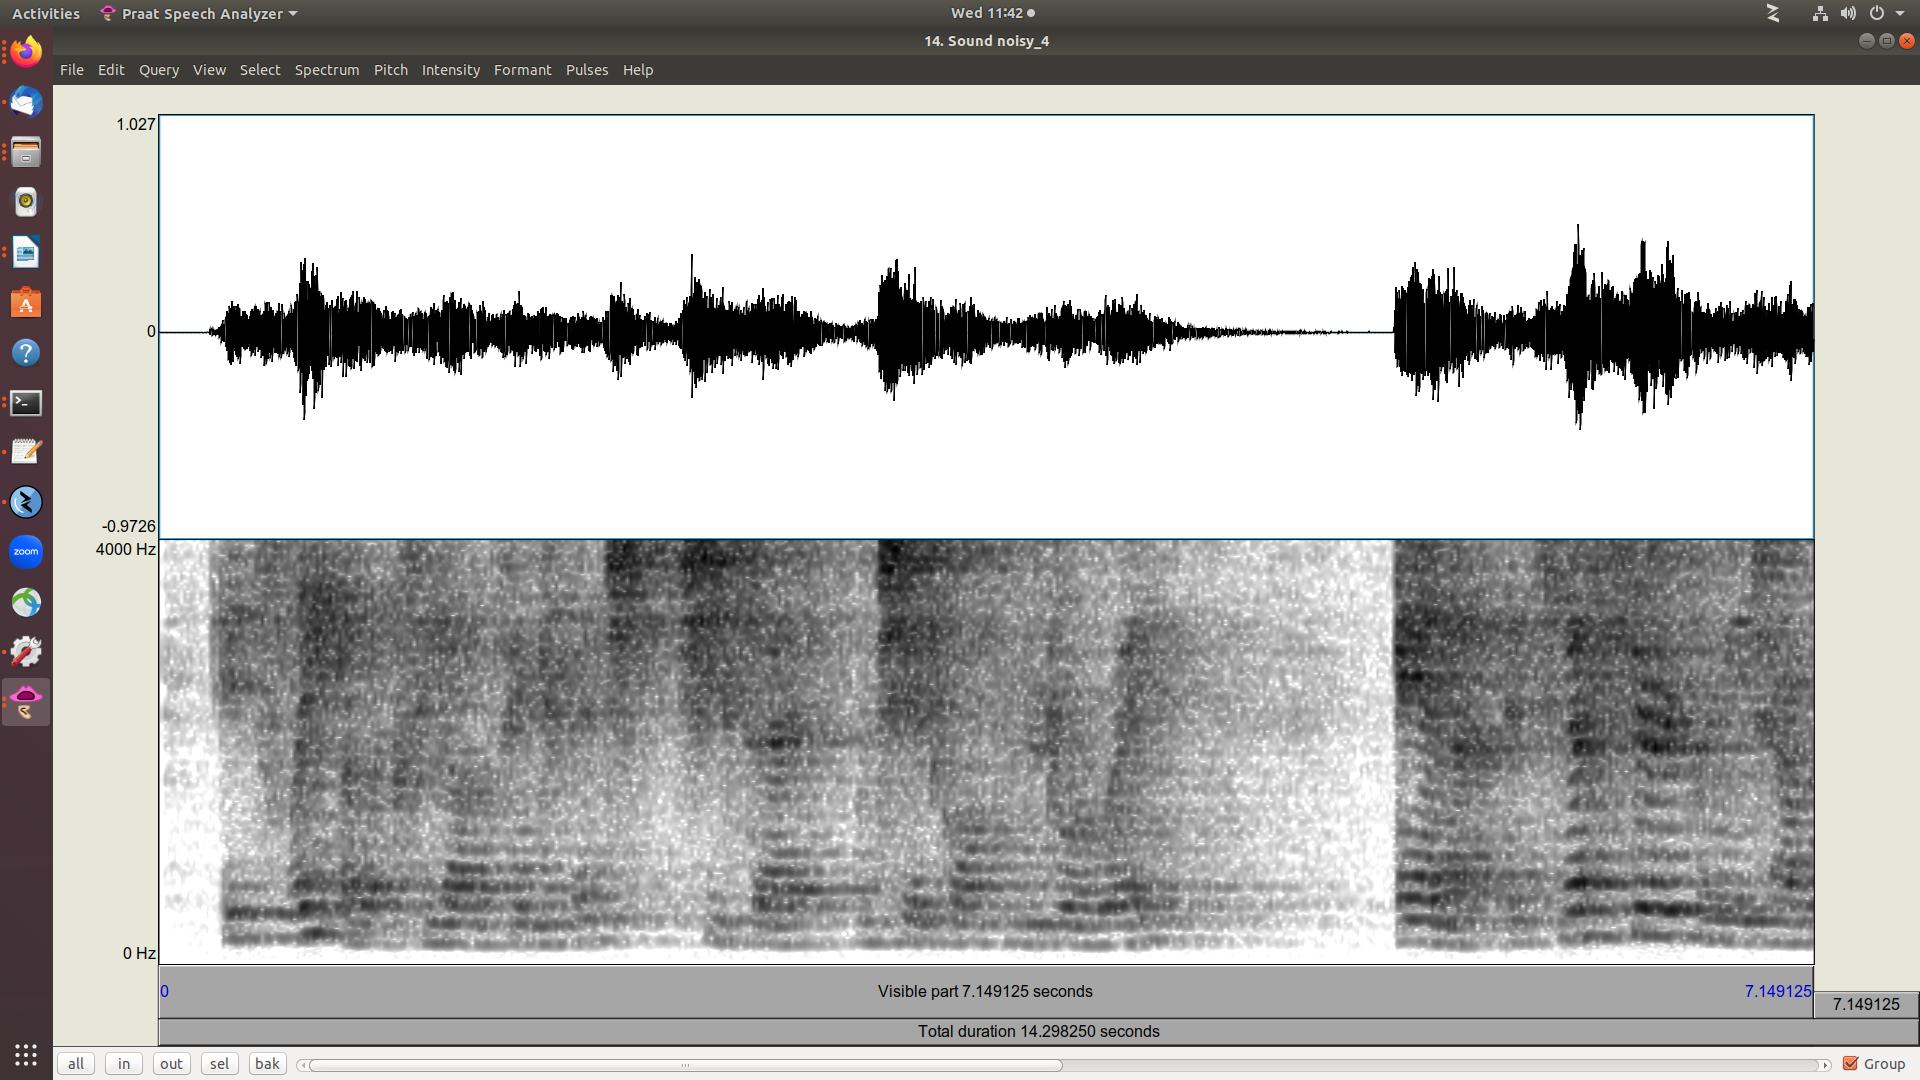 Activities Praat Speech Analyzer Wed 11:42
14. Sound noisy_4
File Edit Query View Select Spectrum Pitch Intensity Formant Pulses Help
1.027
0
-0.9726
4000 Hz
0 Hz
0 Visible part 7.149125 seconds 7.149125
7.149125
Total duration 14.298250 seconds
all in out sel bak Group
zoom